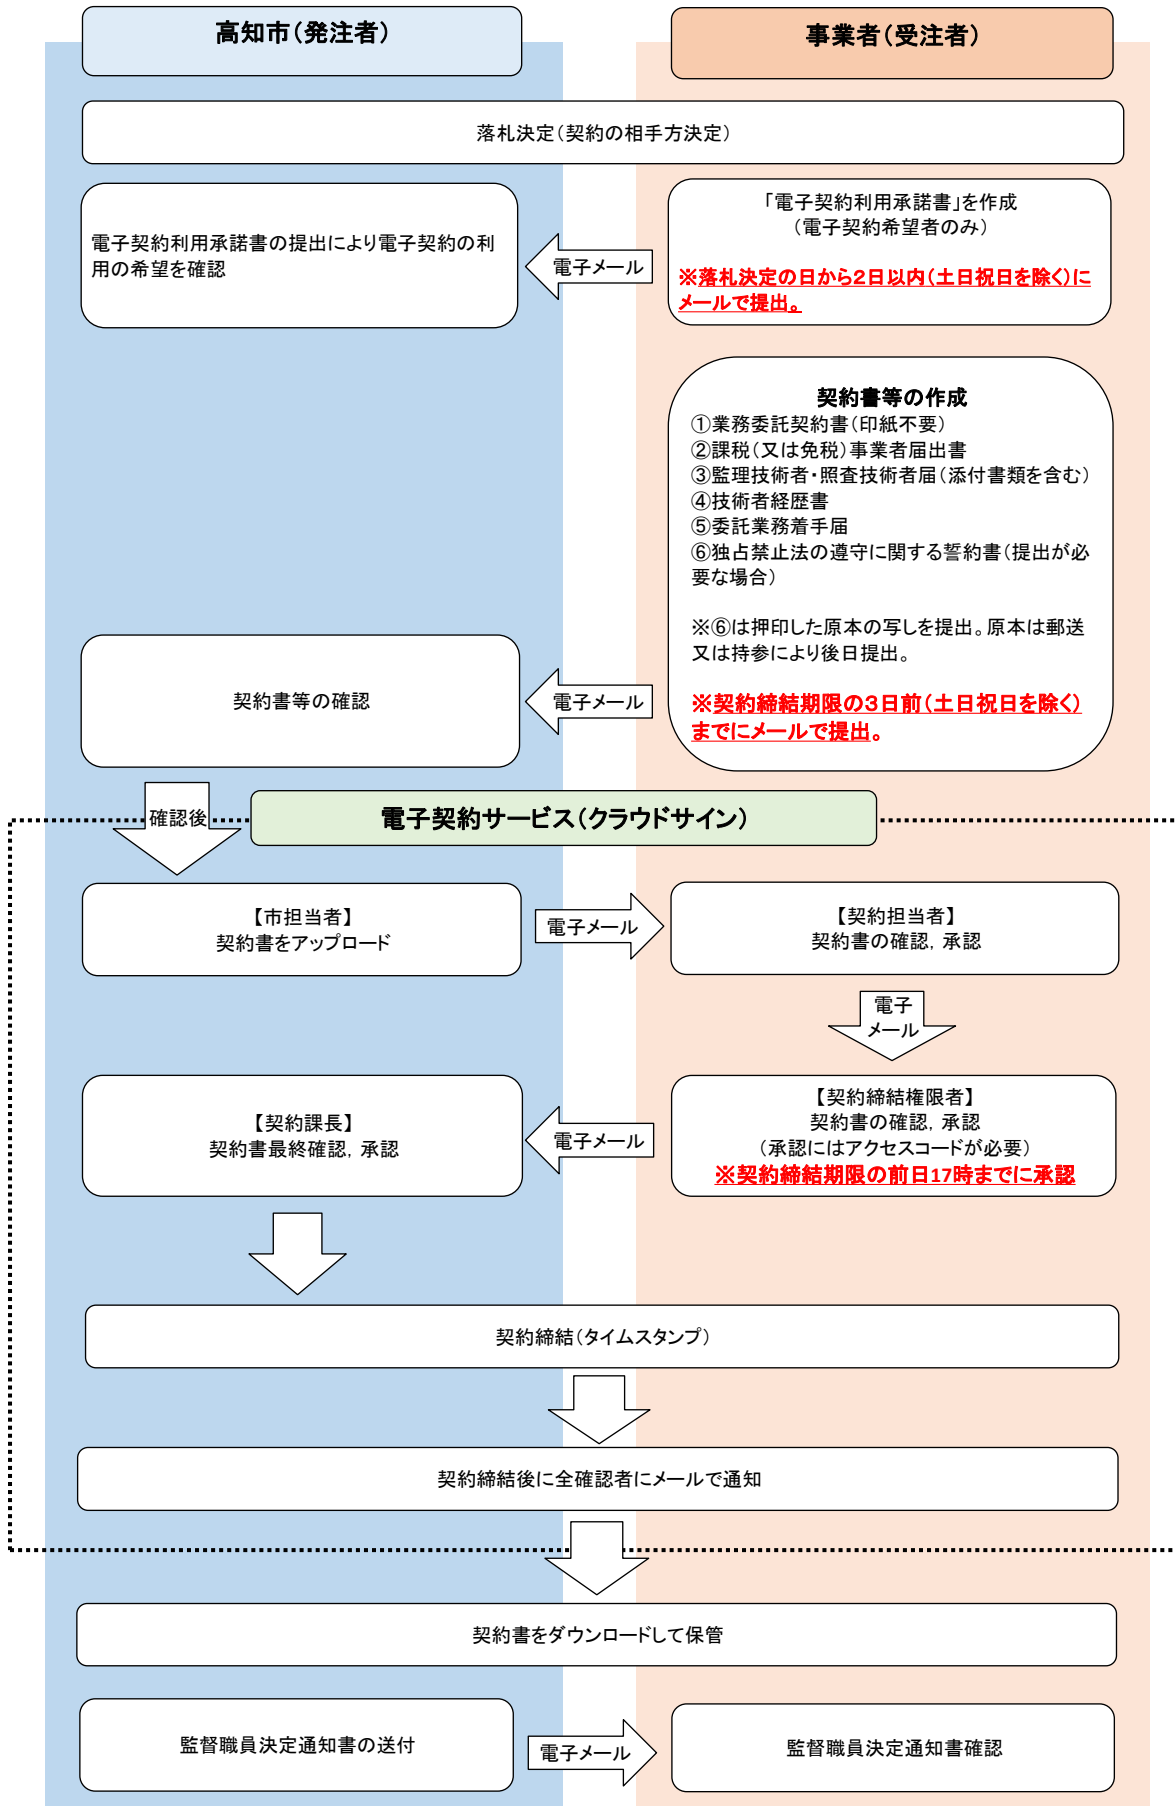 高知市（発注者）
事業者（受注者）
落札決定（契約の相手方決定）
「電子契約利用承諾書」を作成
（電子契約希望者のみ）
※落札決定の日から２日以内（土日祝日を除く）に
メールで提出。
電子メール
電子契約利用承諾書の提出により電子契約の利
用の希望を確認
契約書等の作成
①業務委託契約書（印紙不要）
②課税（又は免税）事業者届出書
③監理技術者・照査技術者届（添付書類を含む）
④技術者経歴書
⑤委託業務着手届
⑥独占禁止法の遵守に関する誓約書（提出が必
要な場合）
※⑥は押印した原本の写しを提出。原本は郵送
又は持参により後日提出。
※契約締結期限の３日前（土日祝日を除く）
までにメールで提出。
電子メール
契約書等の確認
確認後
電子契約サービス（クラウドサイン）
【市担当者】
契約書をアップロード
電子メール
【契約担当者】
契約書の確認，承認
電子
メール
【契約締結権限者】
契約書の確認，承認
（承認にはアクセスコードが必要）
※契約締結期限の前日17時までに承認
電子メール
【契約課長】
契約書最終確認，承認
契約締結（タイムスタンプ）
契約締結後に全確認者にメールで通知
契約書をダウンロードして保管
監督職員決定通知書の送付
電子メール
監督職員決定通知書確認